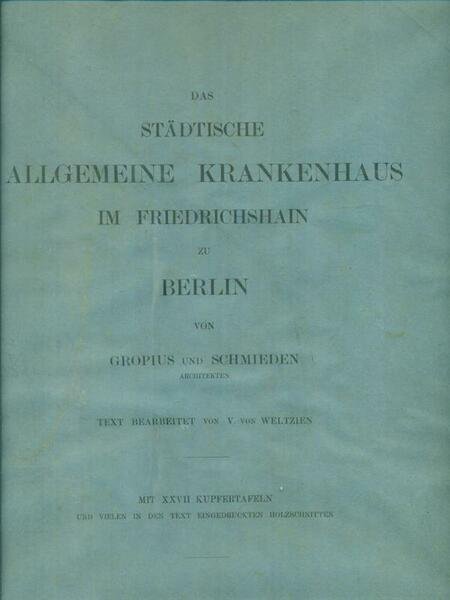 DAS
STÄDTISCHE
ALLGEMEINE KRANKENHAUS
IM FRIEDRICHSHAIN
ZU
BERLIN
VON
GROPIUS UND SCHMIEDEN
ARCHITEKTEN
TEXT BEARBEITET VON V. VON WELTZIEN
MIT XXVII KUPFERTAFELN
UND VIELEN IN DEN TEXT EINGEDRUCKTEN HOLZSCHNITTEN